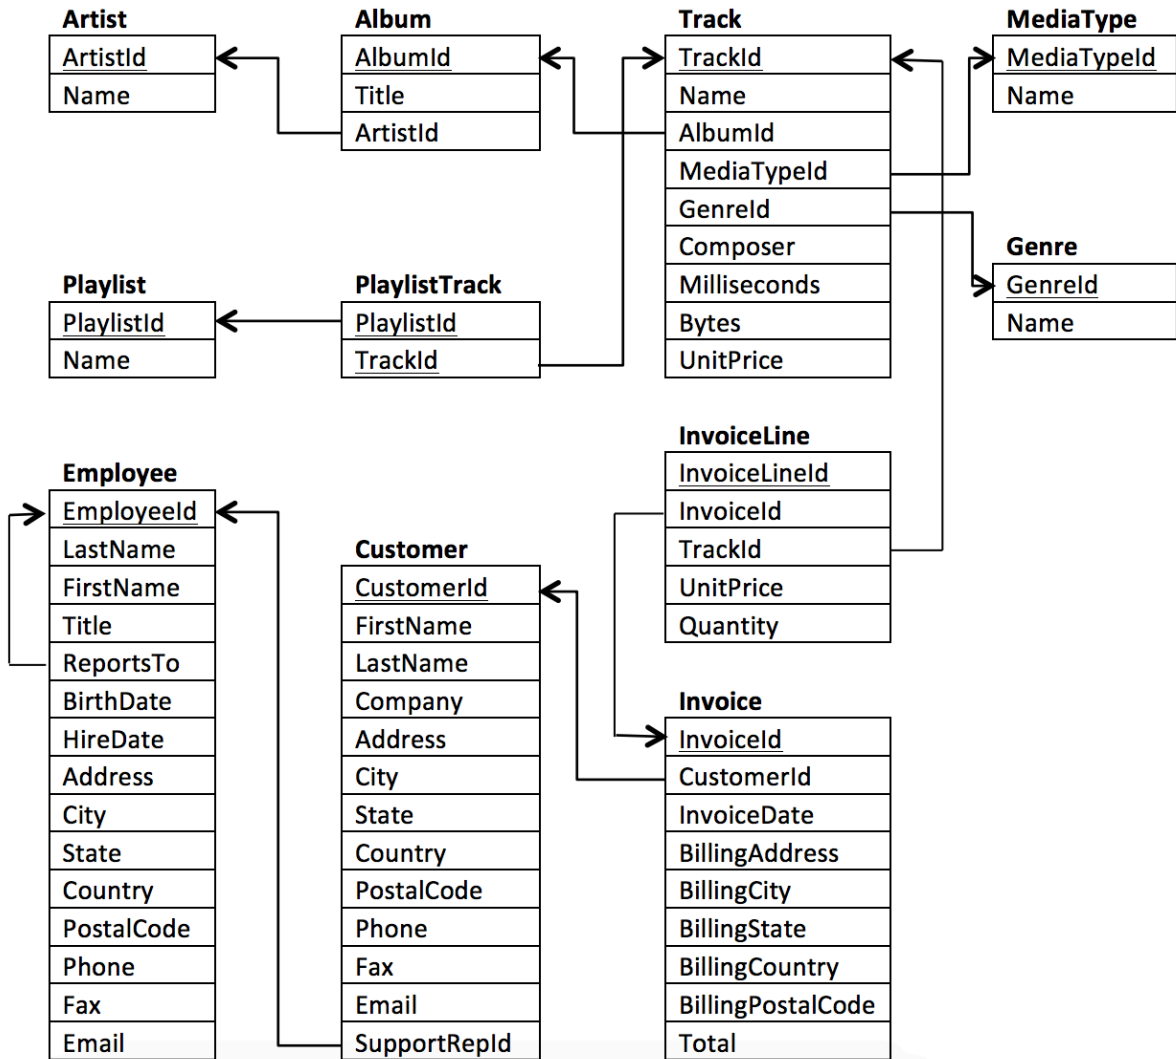 Artist
ArtistId
Name
Album
AlbumId
Title
ArtistId
Track
TrackId
Name
AlbumId
MediaTypeId
GenreId
Composer
Milliseconds
Bytes
UnitPrice
MediaType
MediaTypeId
Name
Genre
GenreId
Name
Playlist
PlaylistId
Name
PlaylistTrack
PlaylistId
TrackId
InvoiceLine
InvoiceLineId
InvoiceId
TrackId
UnitPrice
Quantity
Employee
EmployeeId
LastName
FirstName
Title
ReportsTo
BirthDate
HireDate
Address
City
State
Country
PostalCode
Phone
Fax
Email
Customer
CustomerId
FirstName
LastName
Company
Address
City
State
Country
PostalCode
Phone
Fax
Email
SupportRepId
Invoice
InvoiceId
CustomerId
InvoiceDate
BillingAddress
BillingCity
BillingState
BillingCountry
BillingPostalCode
Total